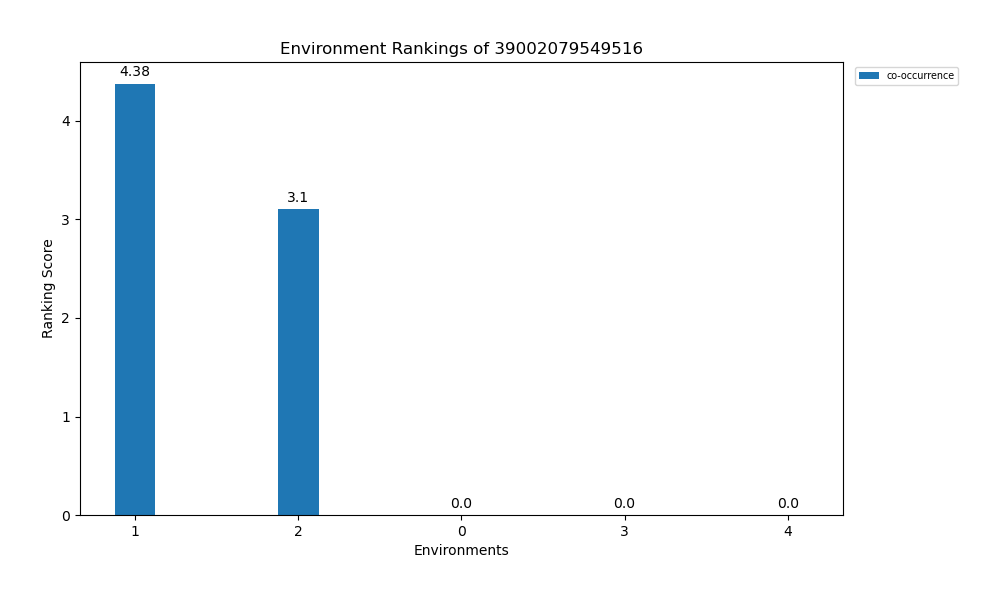 Environment Rankings of 39002079549516
4.38
co-occurrence
4
3.1
3
Ranking Score
2
1
0.0 0.0 0.0
0
1 2 0 3 4
Environments